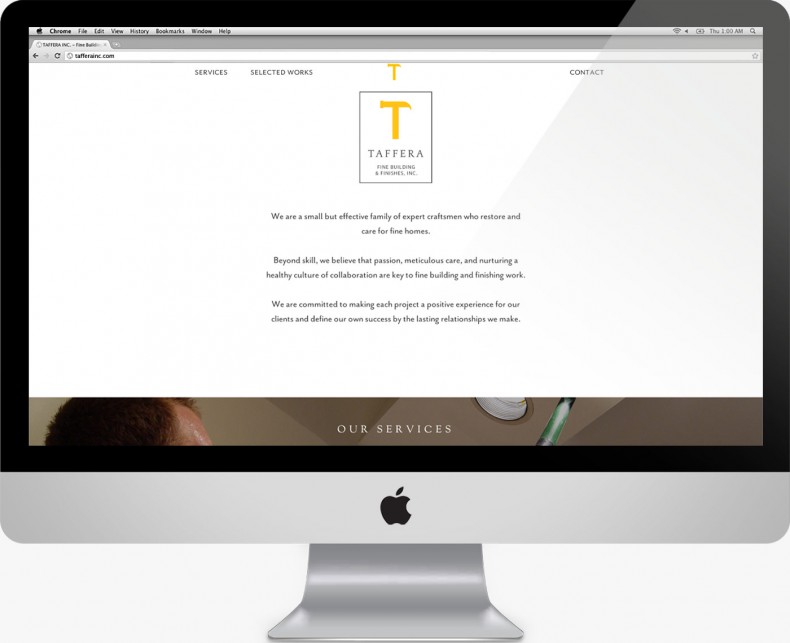 Chrome File Edit View History Bookmarks Window Help
Thu 1:00 AM
TAFFERA INC. – Fine Buildin
tafferainc.com
SERVICES SELECTED WORKS T CONTACT
T
TAFFERA
FINE BUILDING
& FINISHES, INC.
We are a small but effective family of expert craftsmen who restore and
care for fine homes.
Beyond skill, we believe that passion, meticulous care, and nurturing a
healthy culture of collaboration are key to fine building and finishing work.
We are committed to making each project a positive experience for our
clients and define our own success by the lasting relationships we make.
OUR SERVICES